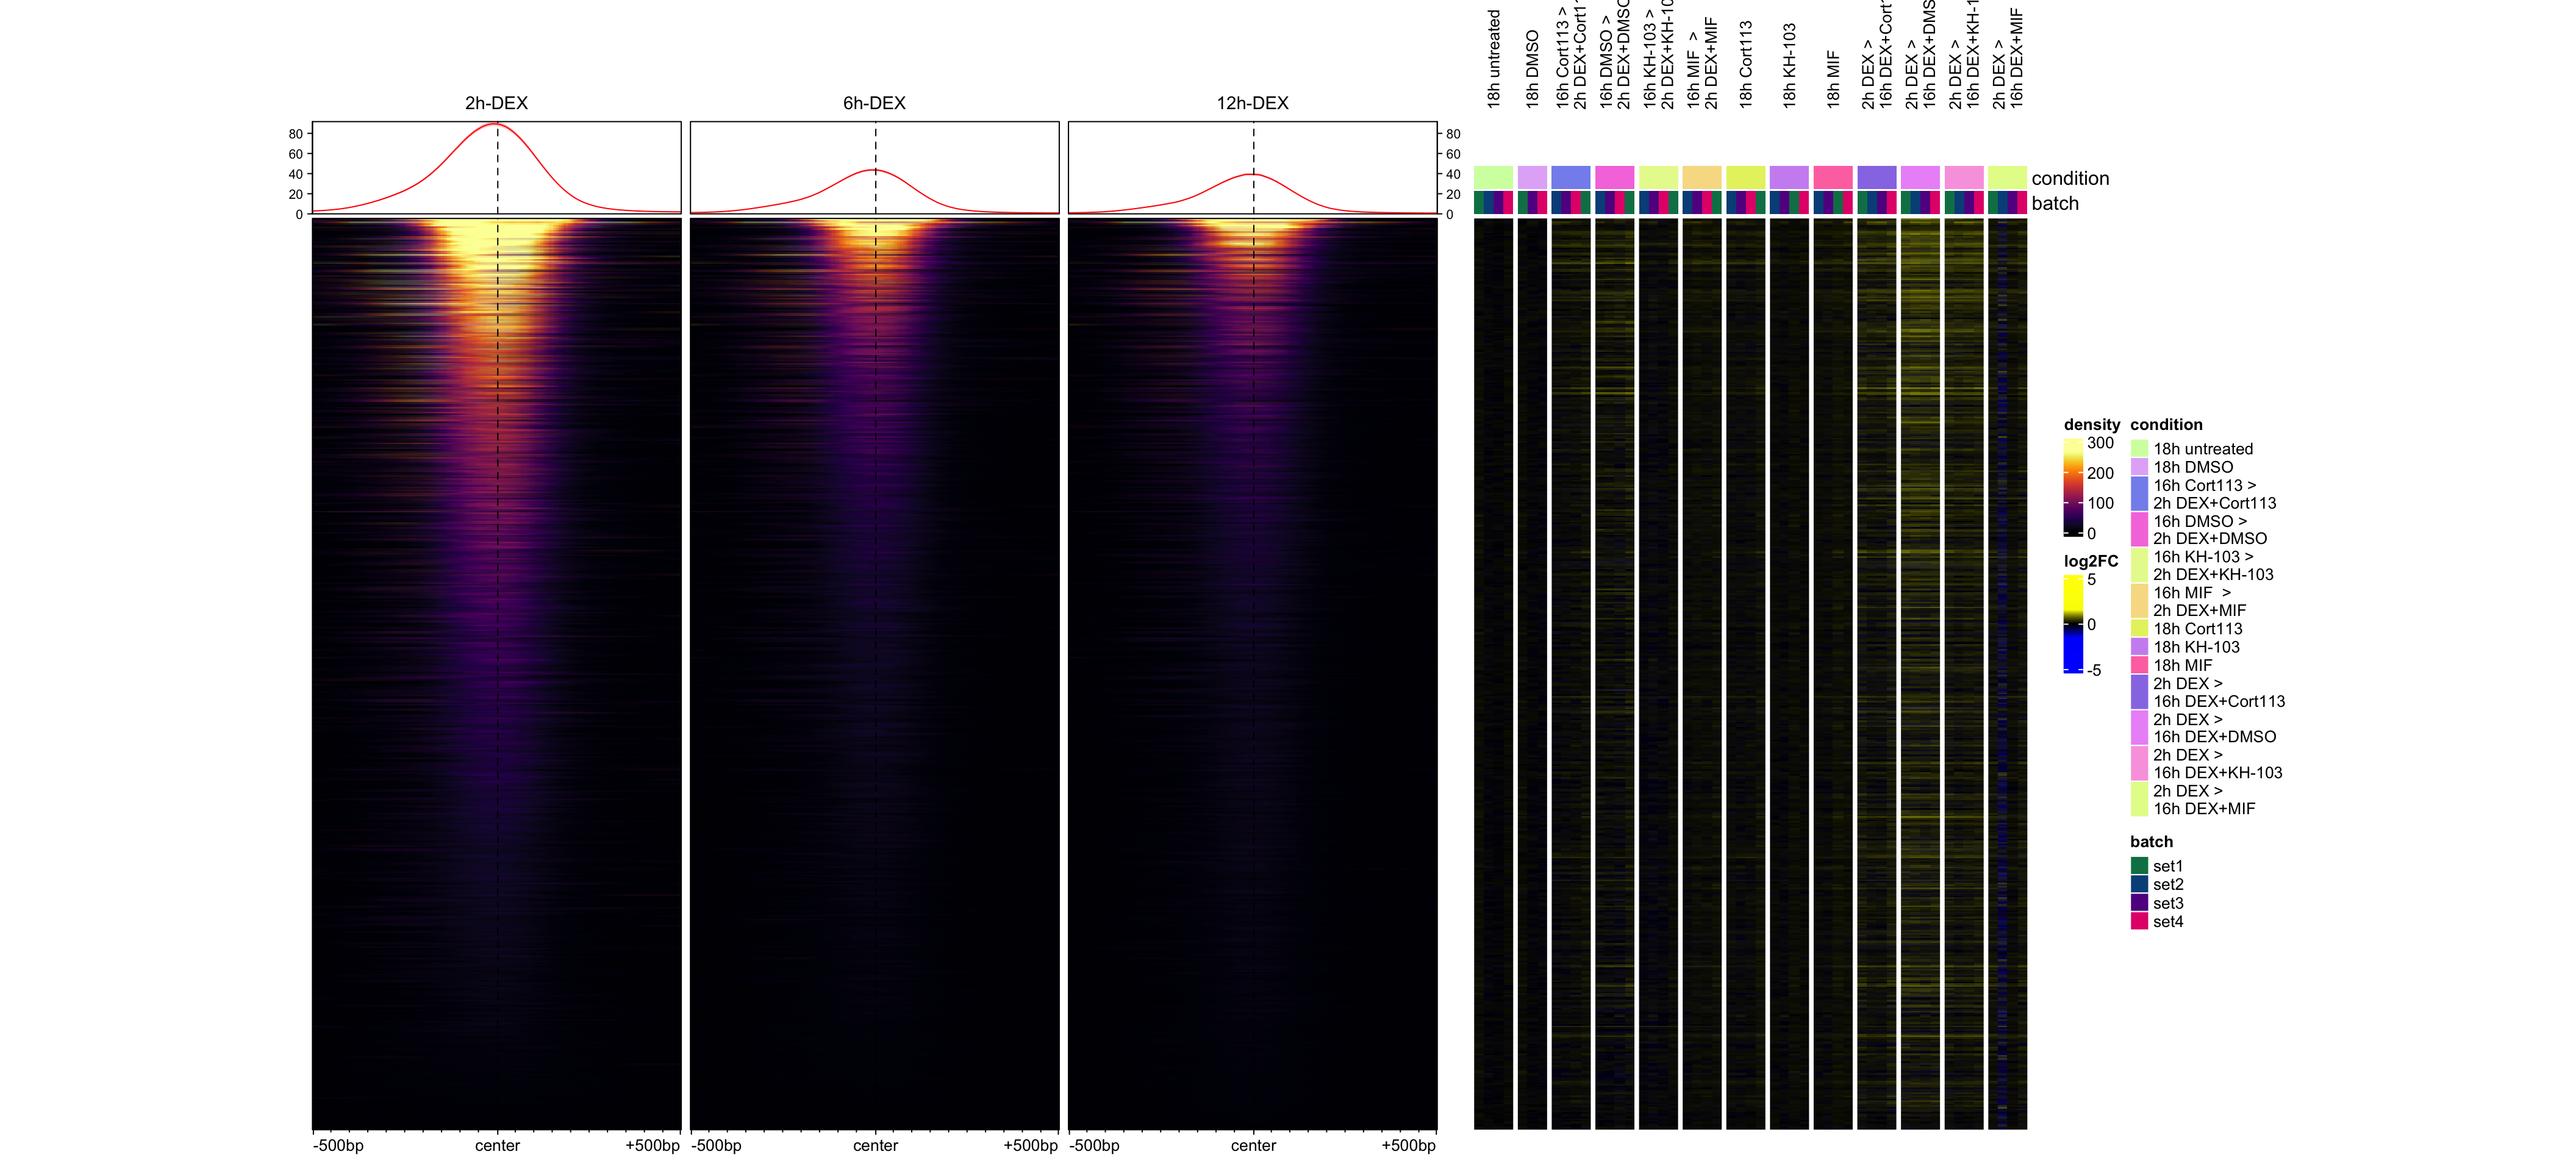 2h-DEX
6h-DEX
12h-DEX
80
60
40
20
0
80
60
40
20
0
-500bp
center
+500bp
-500bp
center
+500bp
-500bp
center
+500bp
18h untreated
18h DMSO
16h Cort113 >
2h DEX+Cort1
16h DMSO >
2h DEX+DMSO
16h KH-103 >
2h DEX+KH-10
16h MIF  >
2h DEX+MIF
18h Cort113
18h KH-103
18h MIF
2h DEX >
16h DEX+Cort
2h DEX >
16h DEX+DMS
2h DEX >
16h DEX+KH-1
2h DEX >
16h DEX+MIF
condition
batch
density
300
200
100
0
log2FC
5
0
-5
condition
18h untreated
18h DMSO
16h Cort113 >
2h DEX+Cort113
16h DMSO >
2h DEX+DMSO
16h KH-103 >
2h DEX+KH-103
16h MIF  >
2h DEX+MIF
18h Cort113
18h KH-103
18h MIF
2h DEX >
16h DEX+Cort113
2h DEX >
16h DEX+DMSO
2h DEX >
16h DEX+KH-103
2h DEX >
16h DEX+MIF
batch
set1
set2
set3
set4